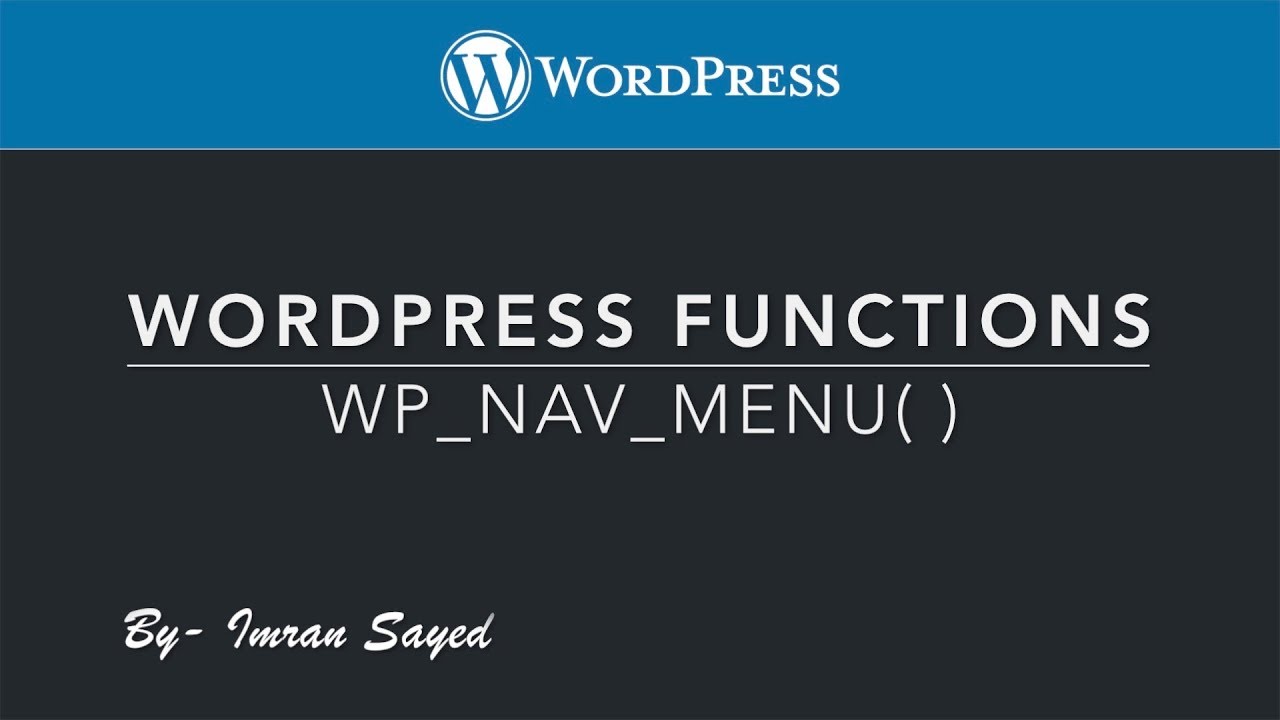 WORDPRESS
WORDPRESS FUNCTIONS
WP_NAV_MENU( )
By- Imran Sayed